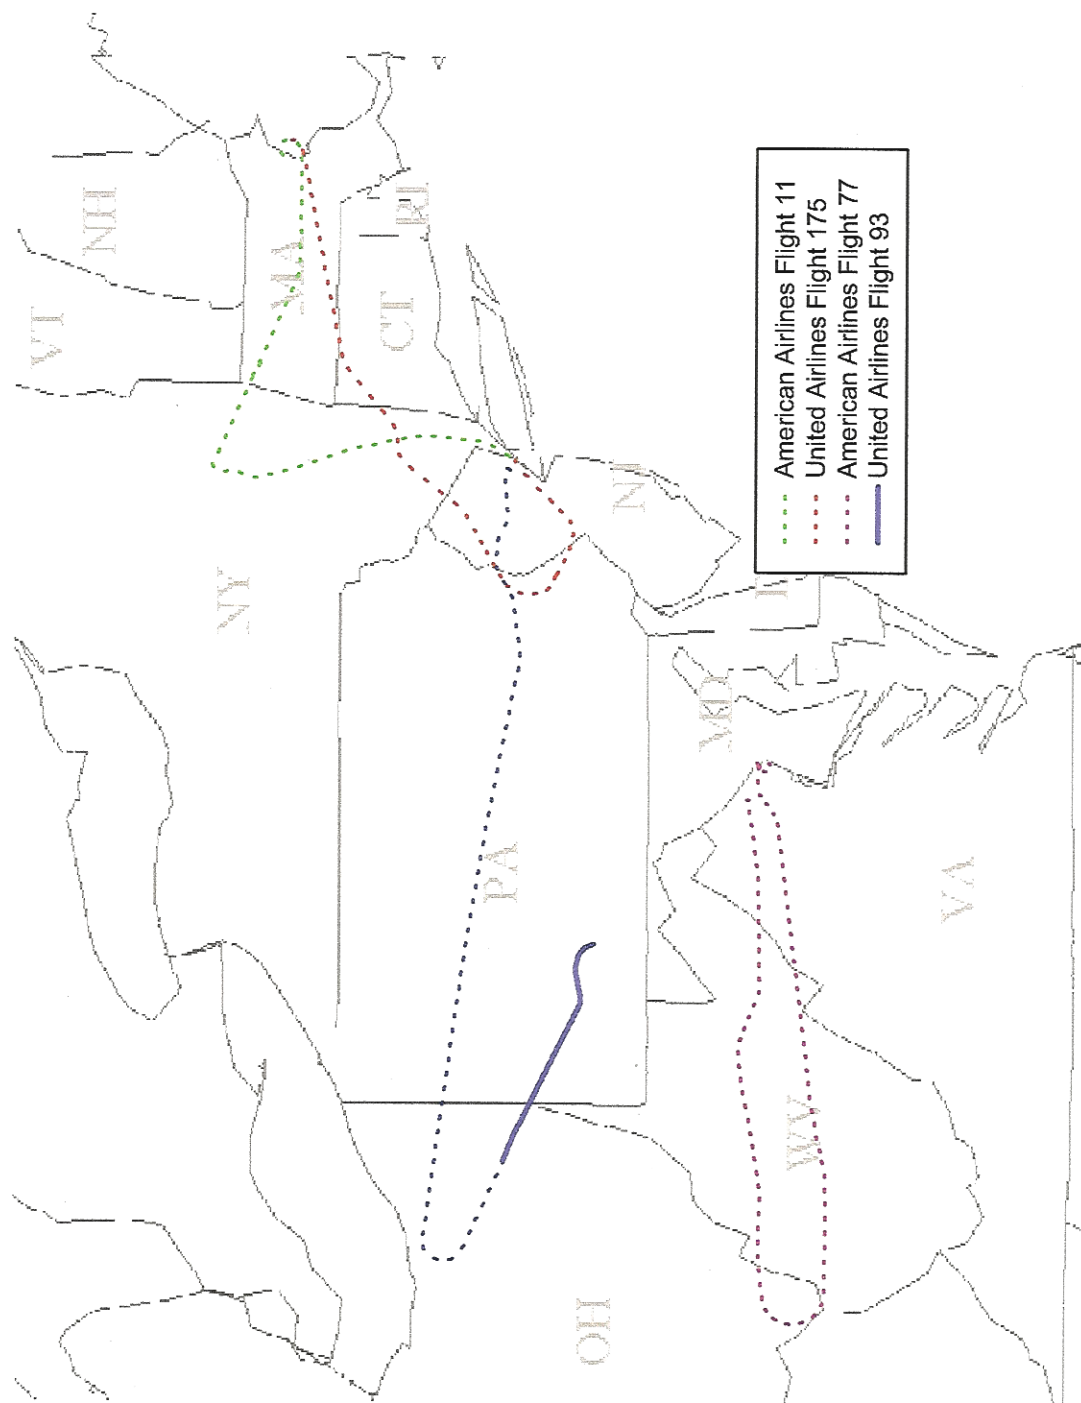 VT
NH
MA
CT
RI
NY
NJ
PA
MD
OH
WV
VA
American Airlines Flight 11
United Airlines Flight 175
American Airlines Flight 77
United Airlines Flight 93